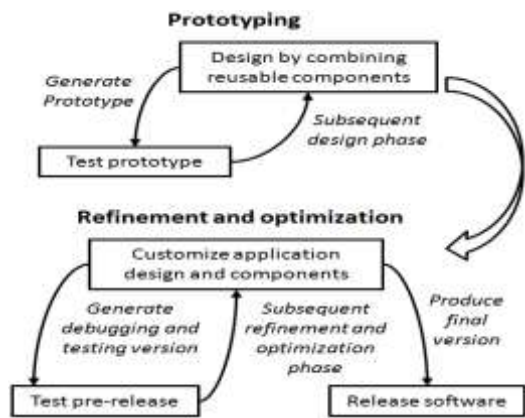 Prototyping
Design by combining
reusable components
Generate
Prototype
Subsequent
design phase
Test prototype
Refinement and optimization
Customize application
design and components
Generate
debugging and
testing version
Subsequent
refinement and
optimization
phase
Produce
final
version
Test pre-release
Release software